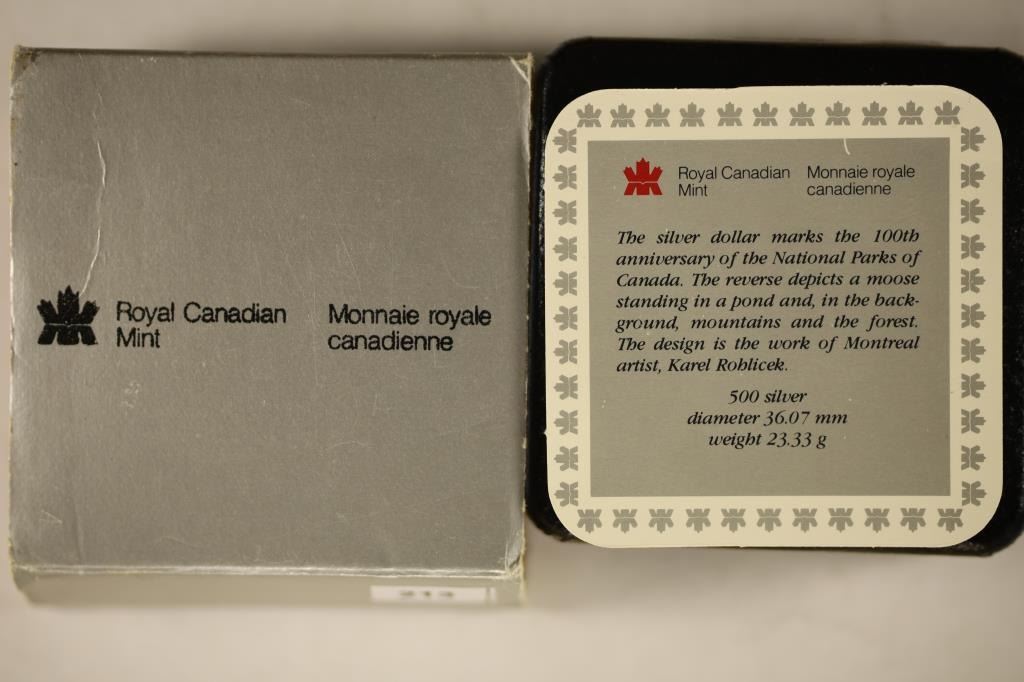 Royal Canadian Mint
Monnaie royale canadienne
Royal Canadian Mint
Monnaie royale canadienne
The silver dollar marks the 100th
anniversary of the National Parks of
Canada. The reverse depicts a moose
standing in a pond and, in the back-
ground, mountains and the forest.
The design is the work of Montreal
artist, Karel Rohlicek.
500 silver
diameter 36.07 mm
weight 23.33 g